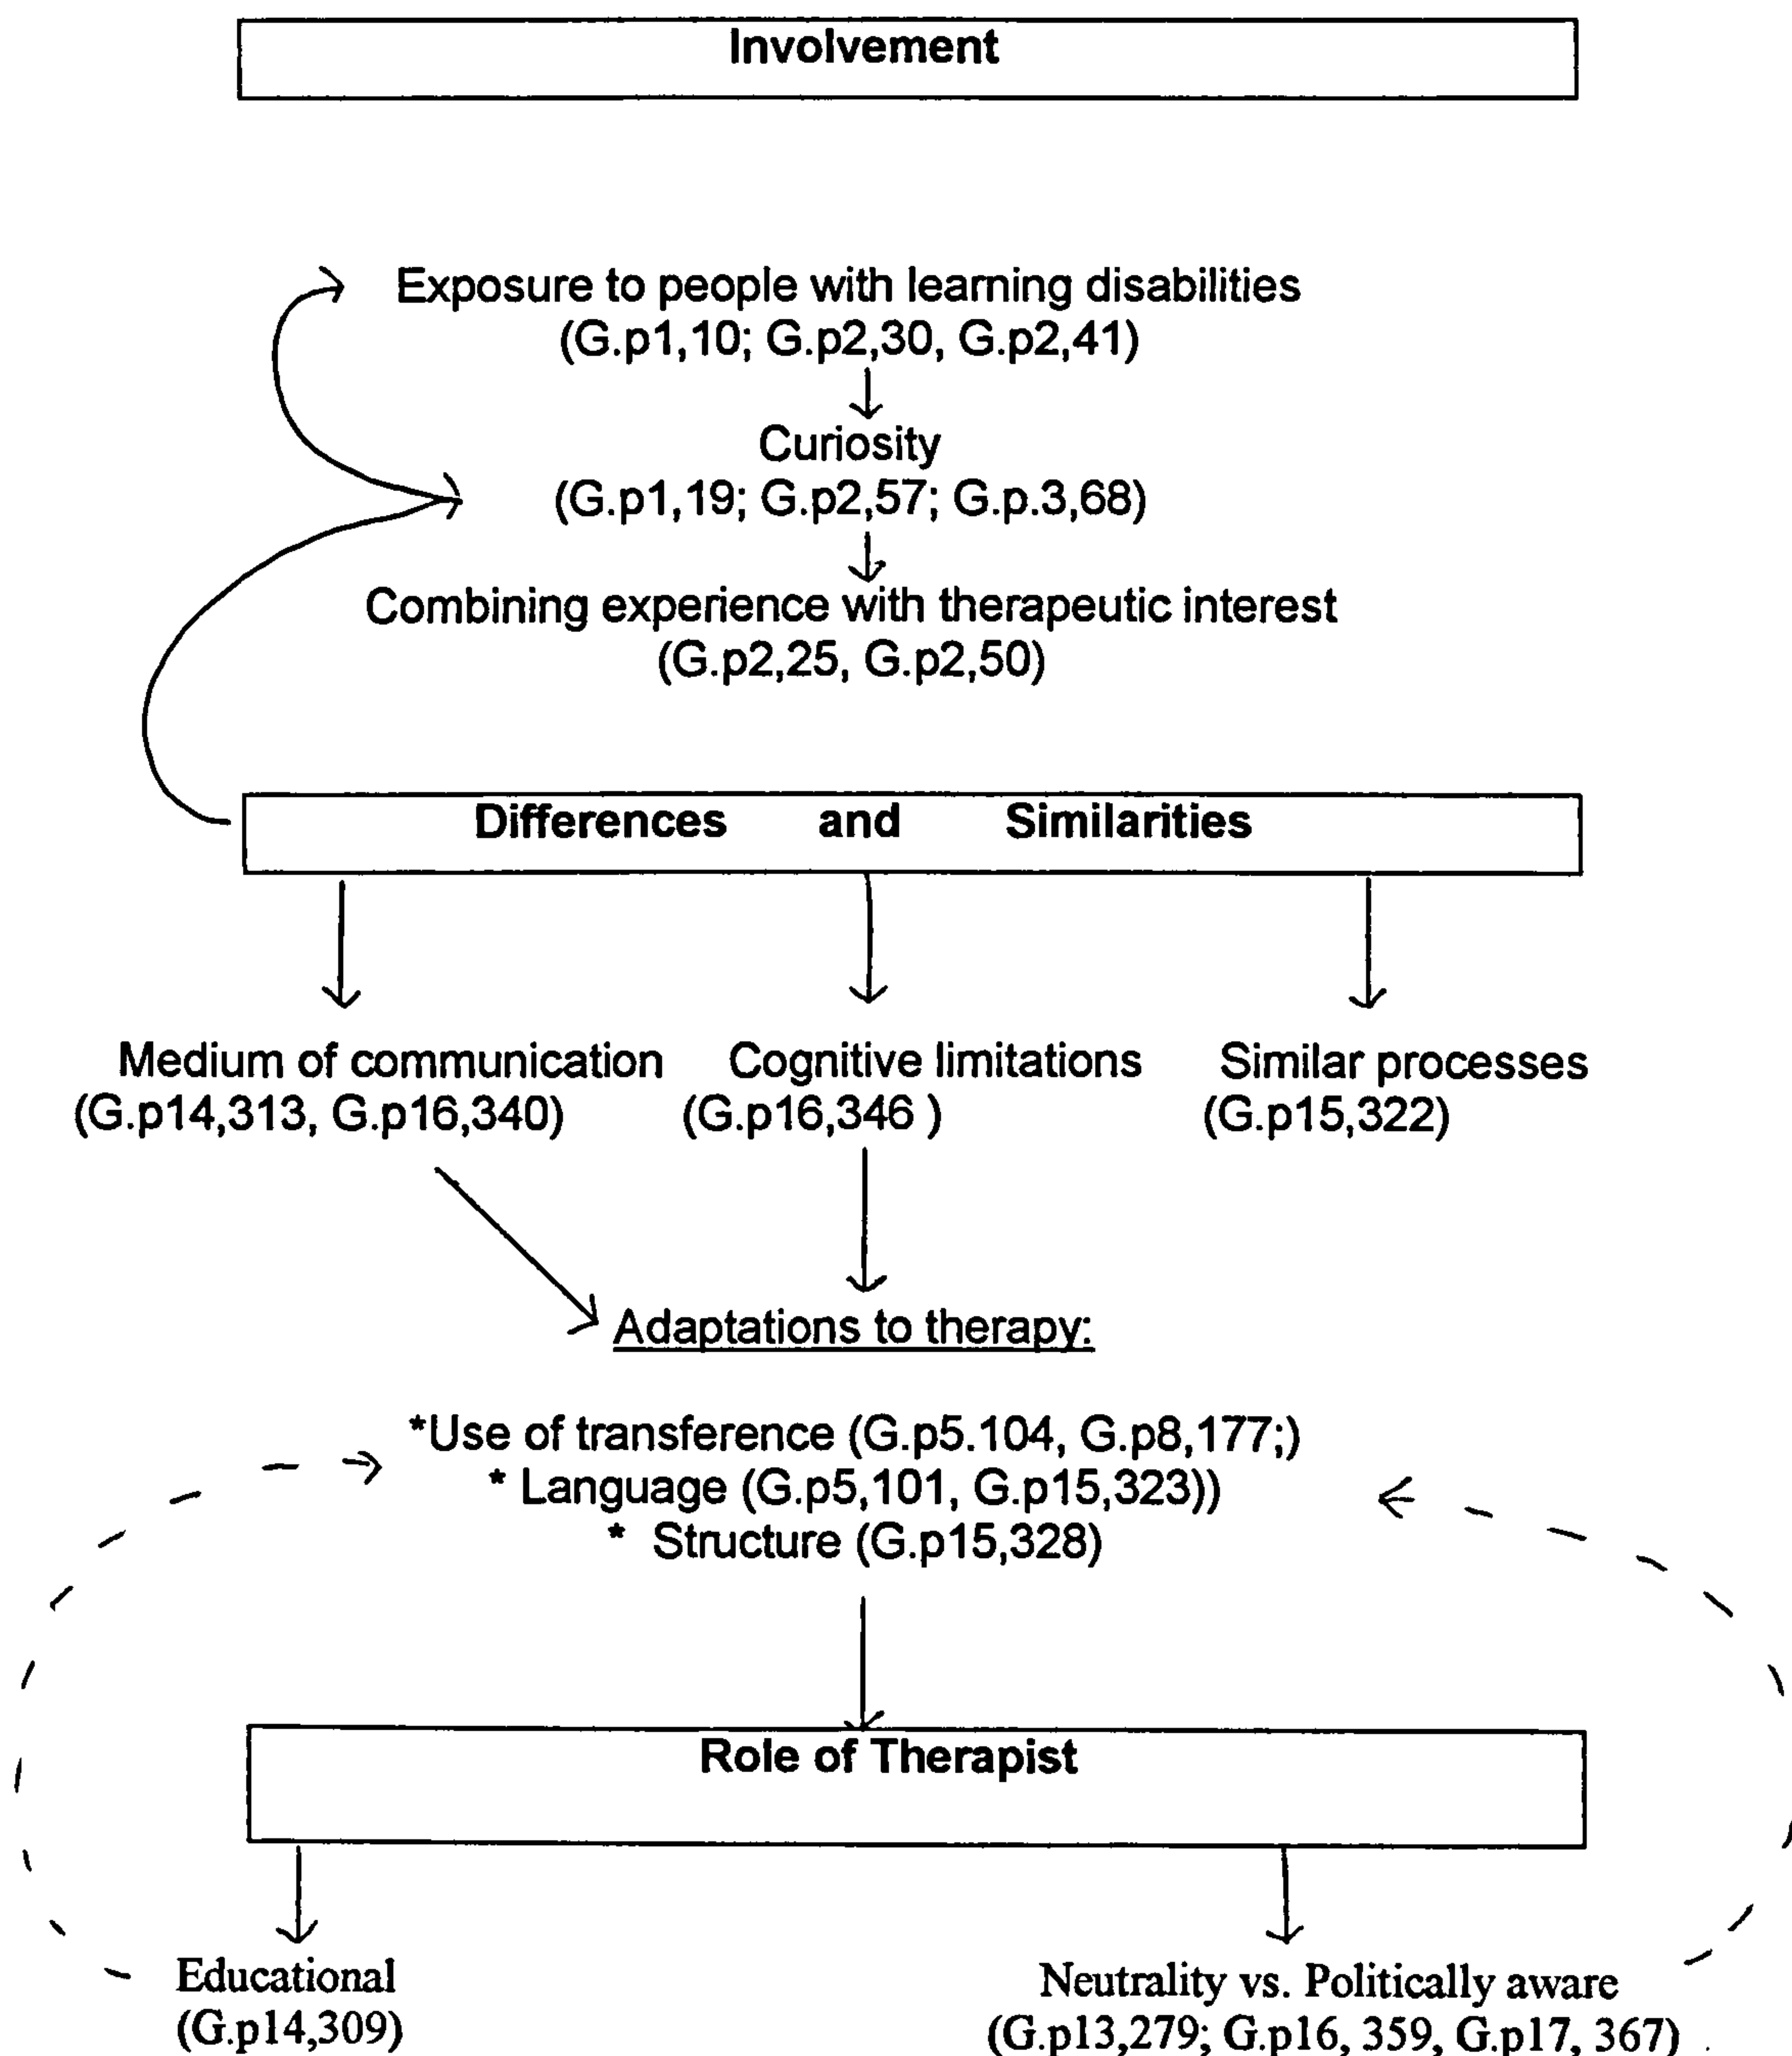 Involvement
Exposure to people with learning disabilities
(G.p1,10; G.p2,30, G.p2,41)
Curiosity
(G.p1,19; G.p2,57; G.p.3,68)
Combining experience with therapeutic interest
(G.p2,25, G.p2,50)
Differences and Similarities
Medium of communication Cognitive limitations Similar processes
(G.p14,313, G.p16,340) (G.p16,346 ) (G.p15,322)
Adaptations to therapy:
*Use of transference (G.p5.104, G.p8,177;)
* Language (G.p5,101, G.p15,323))
* Structure (G.p15,328)
Role of Therapist
Educational Neutrality vs. Politically aware
(G.p14,309) (G.p13,279; G.p16, 359, G.p17, 367)